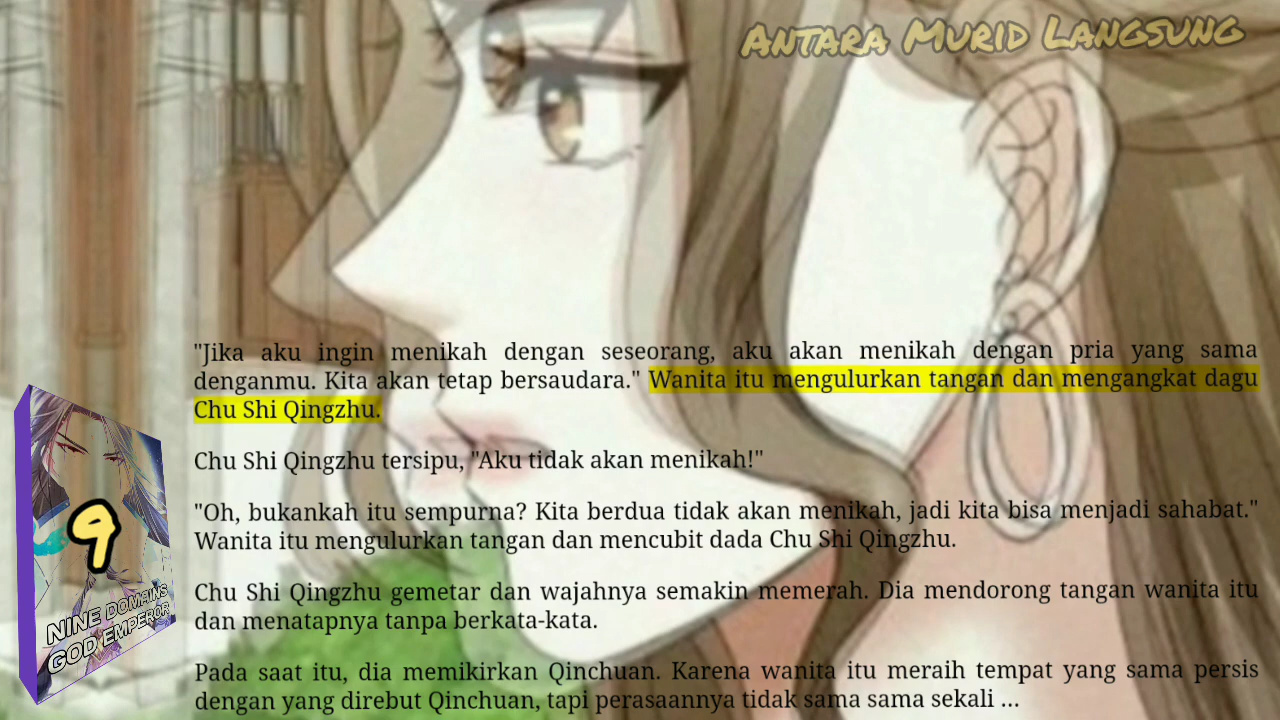 Antara Murid Langsung
"Jika aku ingin menikah dengan seseorang, aku akan menikah dengan pria yang sama
denganmu. Kita akan tetap bersaudara." Wanita itu mengulurkan tangan dan mengangkat dagu
Chu Shi Qingzhu.
Chu Shi Qingzhu tersipu, "Aku tidak akan menikah!"
"Oh, bukankah itu sempurna? Kita berdua tidak akan menikah, jadi kita bisa menjadi sahabat."
Wanita itu mengulurkan tangan dan mencubit dada Chu Shi Qingzhu.
Chu Shi Qingzhu gemetar dan wajahnya semakin memerah. Dia mendorong tangan wanita itu
dan menatapnya tanpa berkata-kata.
Pada saat itu, dia memikirkan Qinchuan. Karena wanita itu meraih tempat yang sama persis
dengan yang direbut Qinchuan, tapi perasaannya tidak sama sama sekali ...
9
NINE DOMAINS
GOD EMPEROR